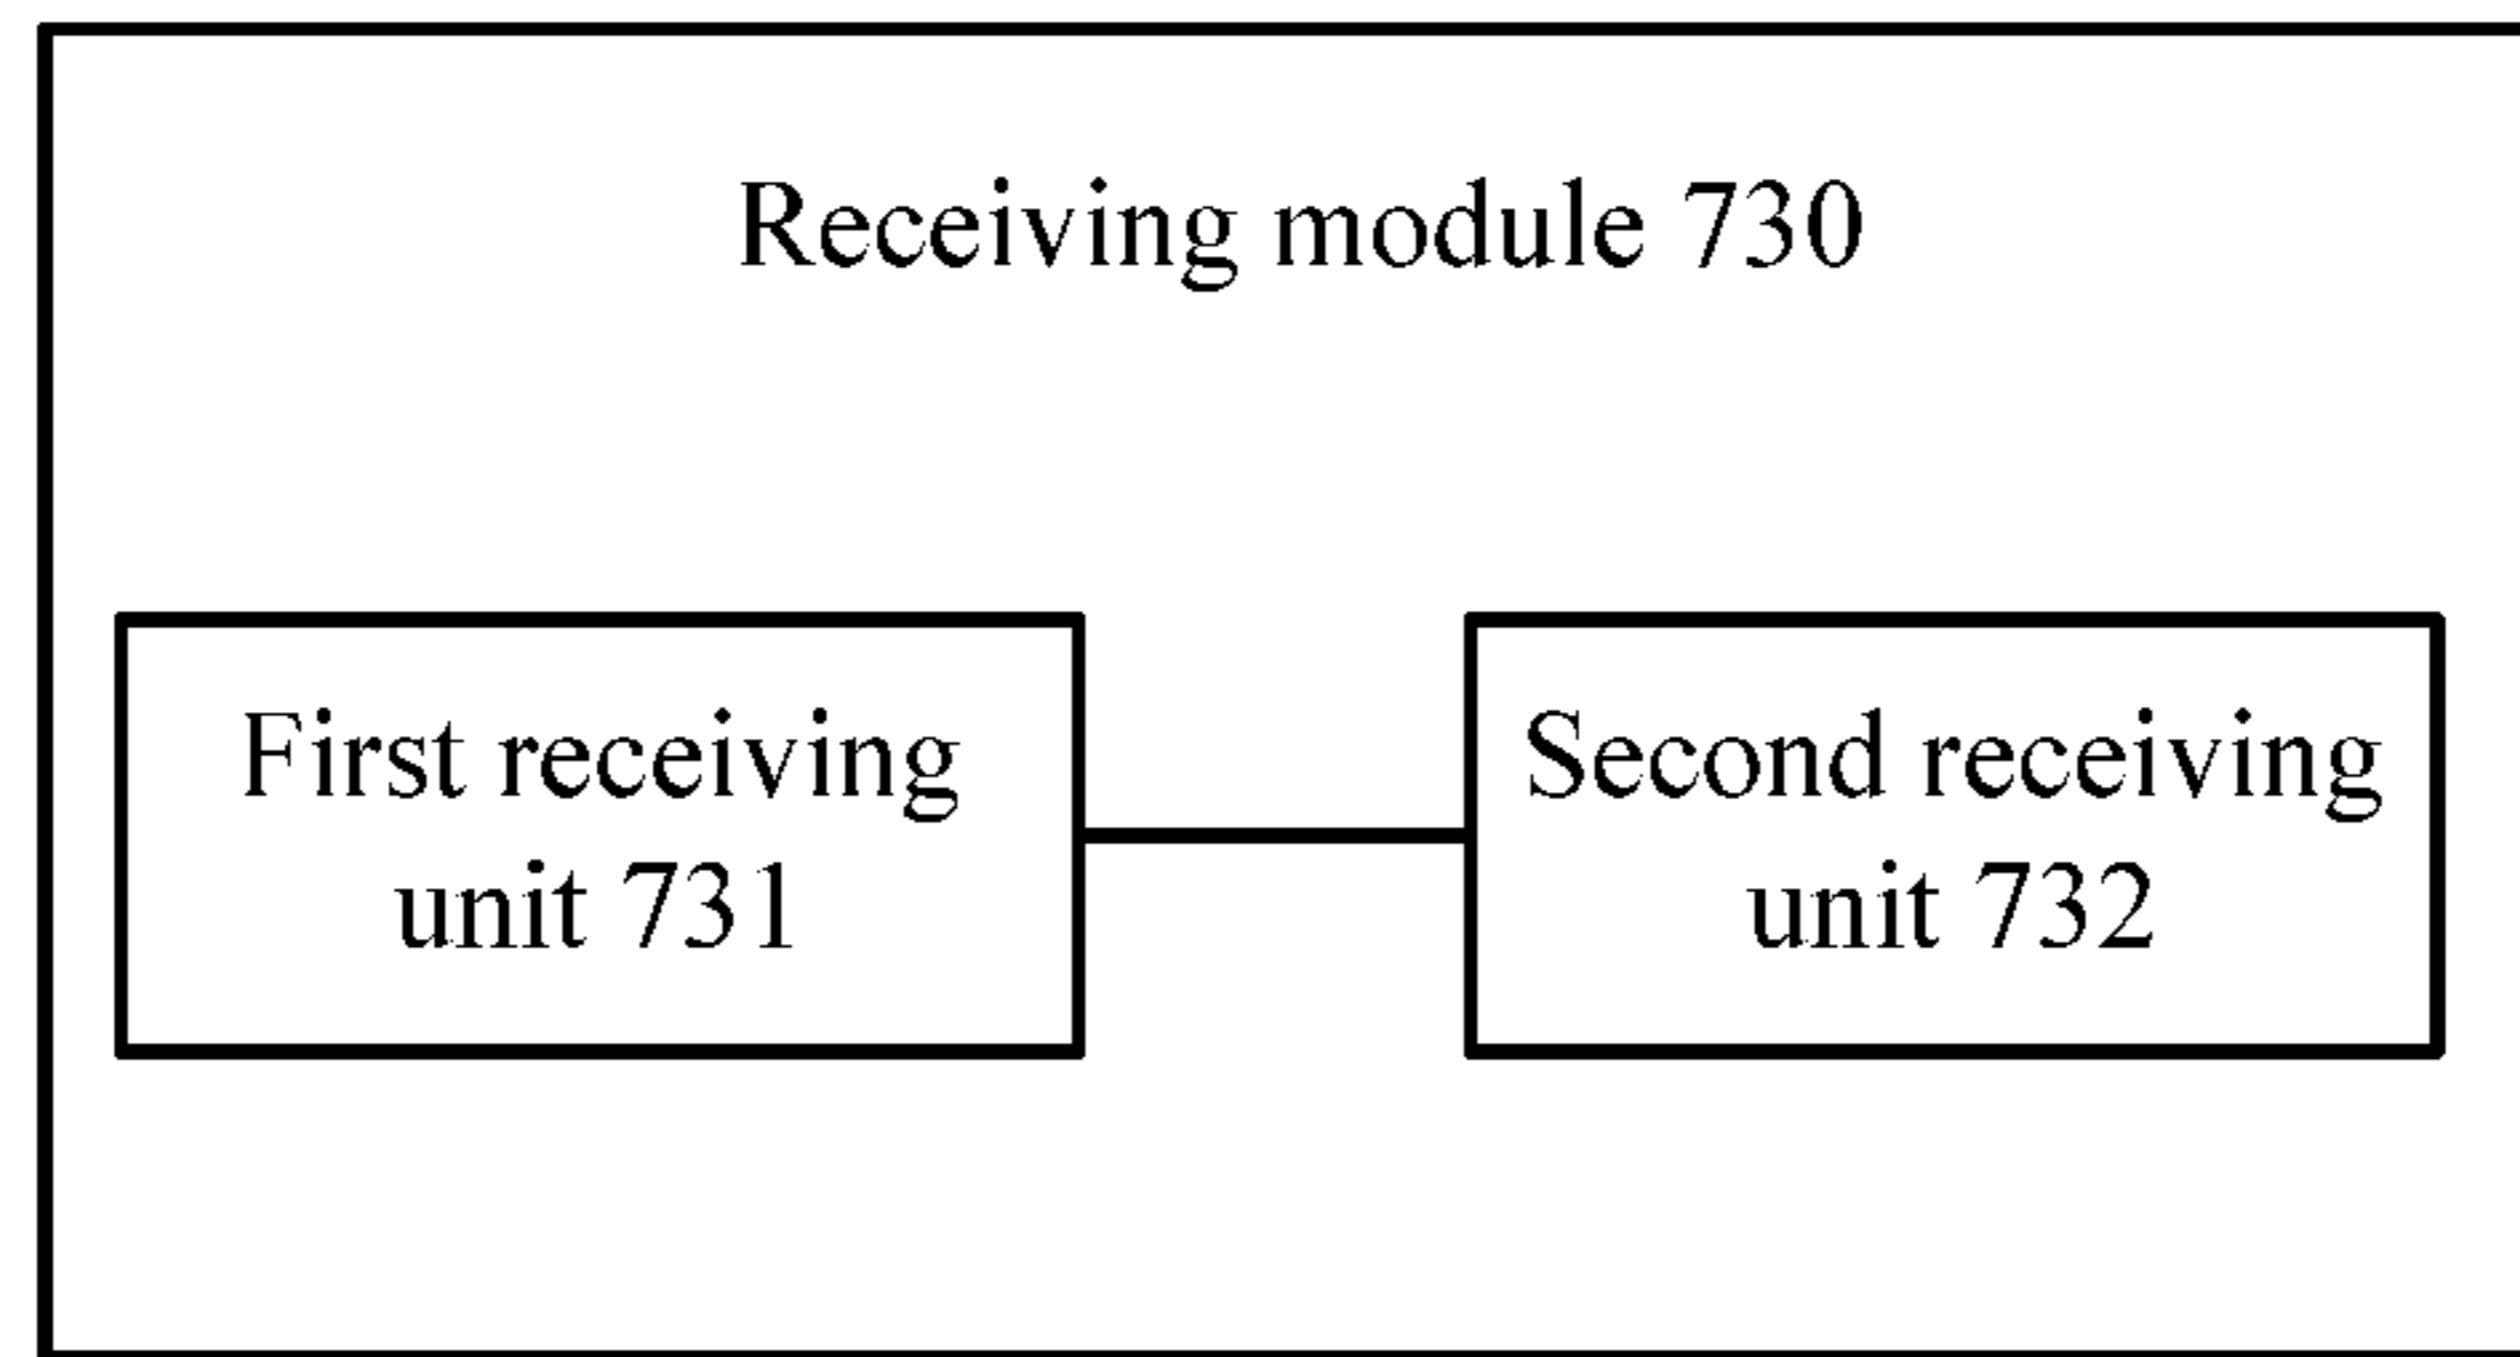 Receiving module 730
First receiving
unit 731
Second receiving
unit 732